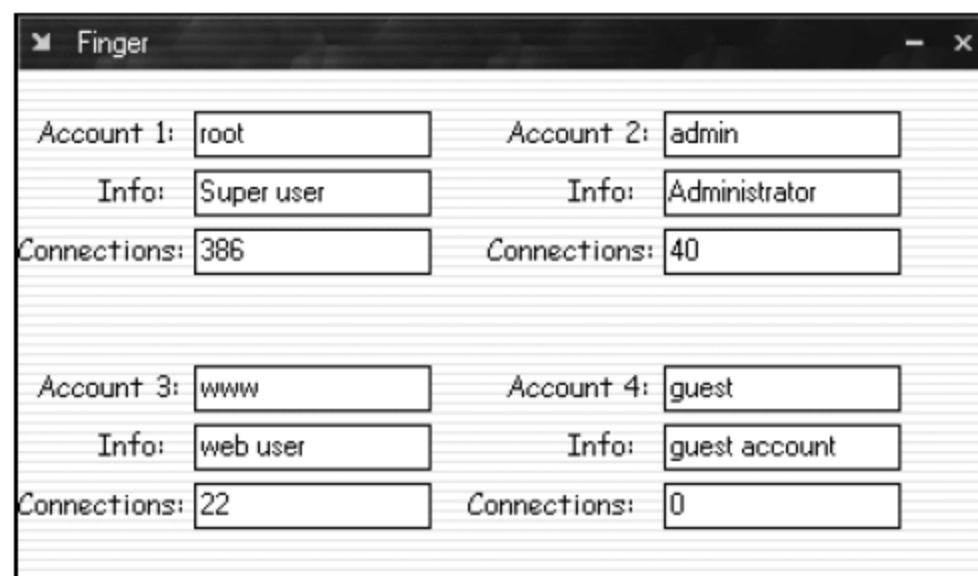 Finger
Account 1: root Account 2: admin
Info: Super user Info: Administrator
Connections: 386 Connections: 40
Account 3: www Account 4: guest
Info: web user Info: guest account
Connections: 22 Connections: 0